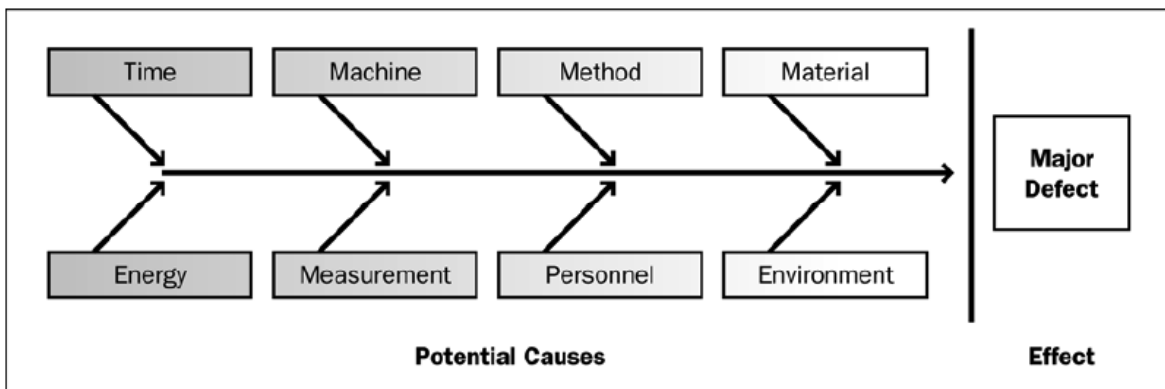 Time
Machine
Method
Material
Major
Defect
Energy
Measurement
Personnel
Environment
Potential Causes
Effect